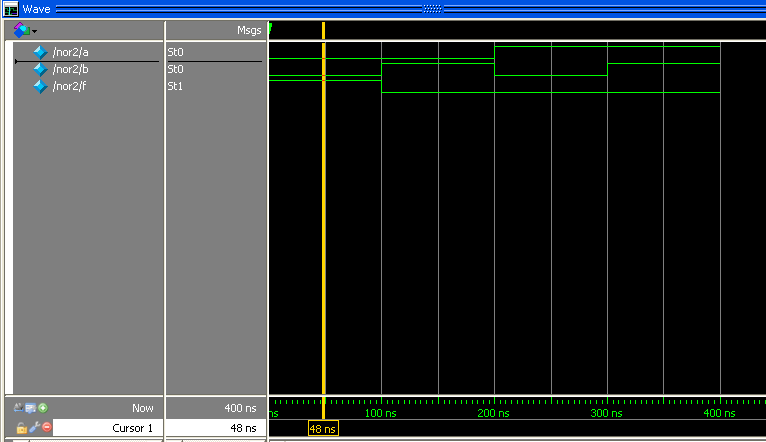 Wave
Msgs
/nor2/a St0
/nor2/b St0
/nor2/f St1
Now 400 ns ns 100 ns 200 ns 300 ns 400 ns
Cursor 1 48 ns 48 ns